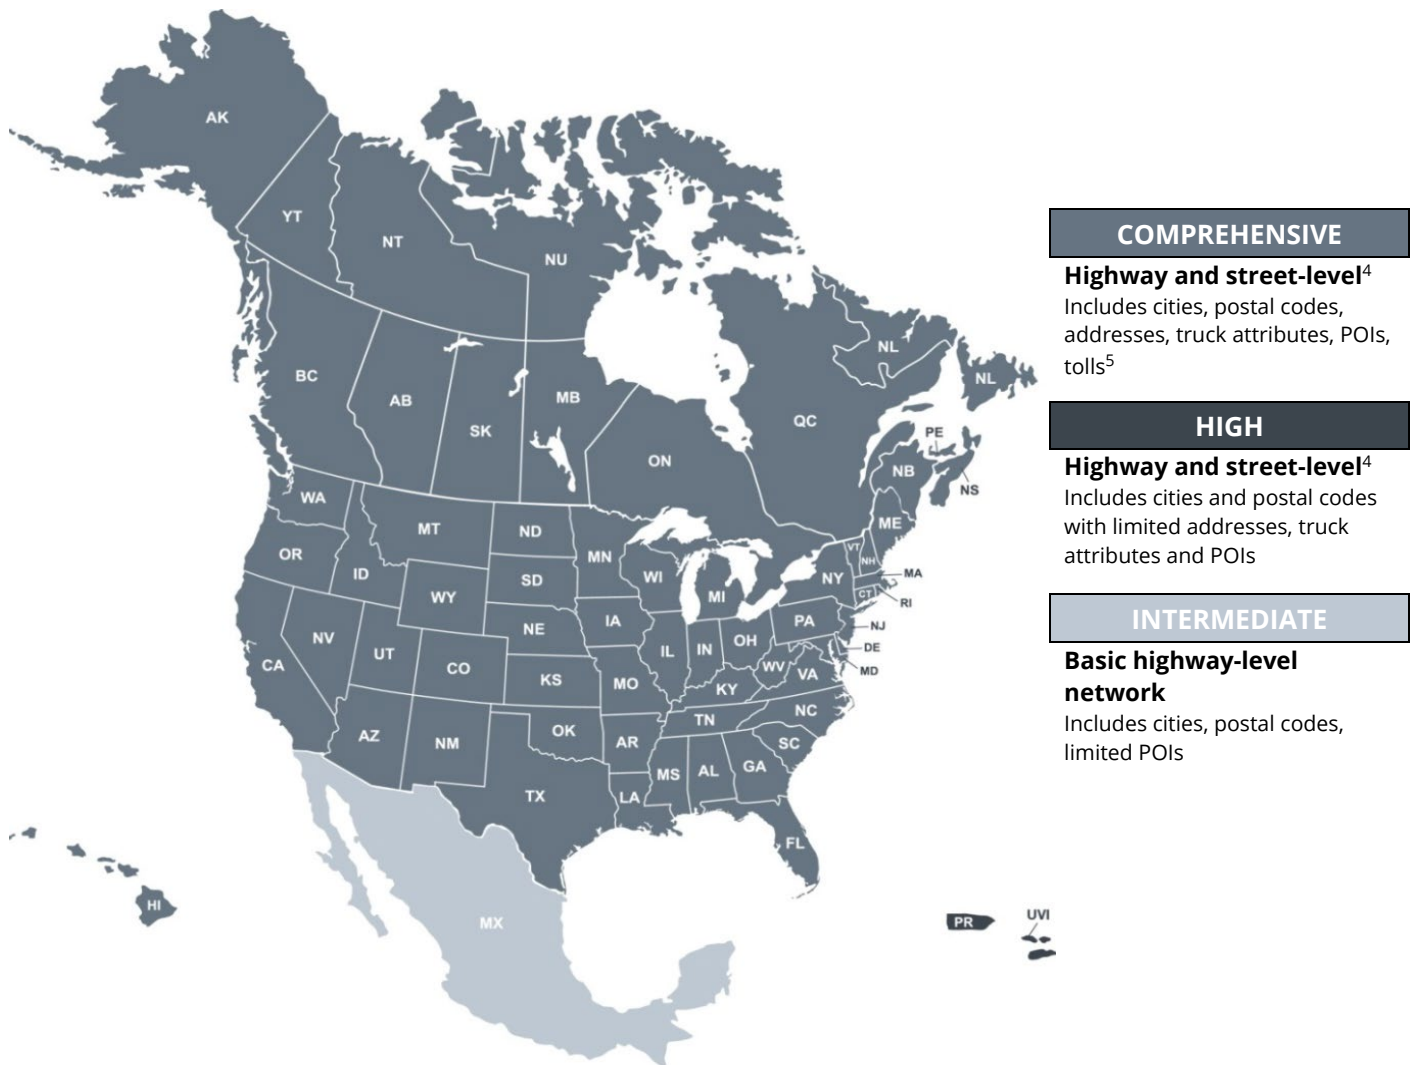 AK
YT
NT
NU
BC
AB
SK
MB
ON
QC
NL
NL
PE
NB
NS
WA
MT
ND
MN
OR
ID
SD
WI
MI
ME
VT
NH
NY
MA
CT
RI
WY
NE
IA
PA
NJ
NV
UT
CO
IL
IN
OH
DE
CA
KS
MO
WV
VA
MD
KY
AZ
NM
OK
AR
TN
NC
SC
TX
LA
MS
AL
GA
FL
HI
MX
PR
UVI
COMPREHENSIVE
Highway and street-level4
Includes cities, postal codes,
addresses, truck attributes, POIs,
tolls5
HIGH
Highway and street-level4
Includes cities and postal codes
with limited addresses, truck
attributes and POIs
INTERMEDIATE
Basic highway-level
network
Includes cities, postal codes,
limited POIs